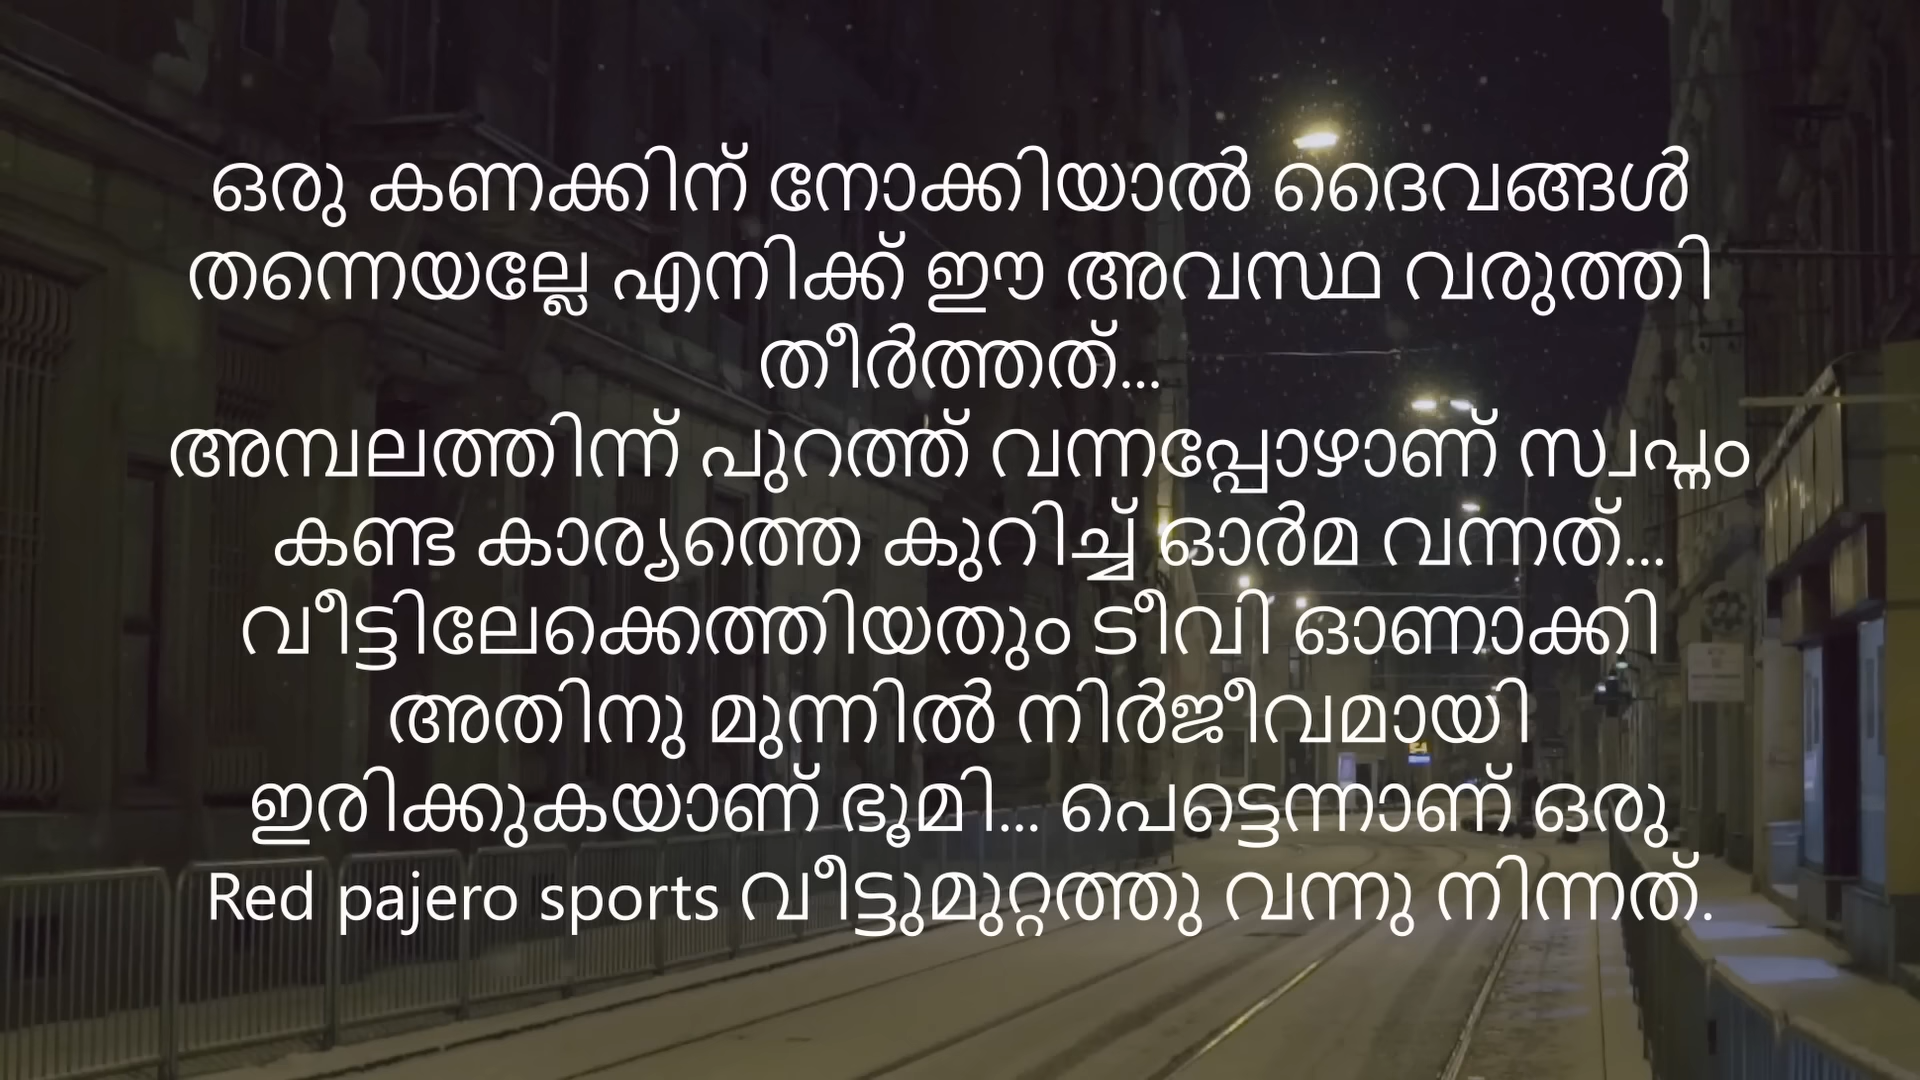 ഒരു കണക്കിന് നോക്കിയാൽ ദൈവങ്ങൾ
തന്നെയല്ലേ എനിക്ക് ഈ അവസ്ഥ വരുത്തി
തീർത്തത്...
അമ്പലത്തിന്ന് പുറത്ത് വന്നപ്പോഴാണ് സ്വപ്നം
കണ്ട കാര്യത്തെ കുറിച്ച് ഓർമ വന്നത്...
വീട്ടിലേക്കെത്തിയതും ടീവി ഓണാക്കി
അതിനു മുന്നിൽ നിർജീവമായി
ഇരിക്കുകയാണ് ഭൂമി... പെട്ടെന്നാണ് ഒരു
Red pajero sports വീട്ടുമുറ്റത്തു വന്നു നിന്നത്.